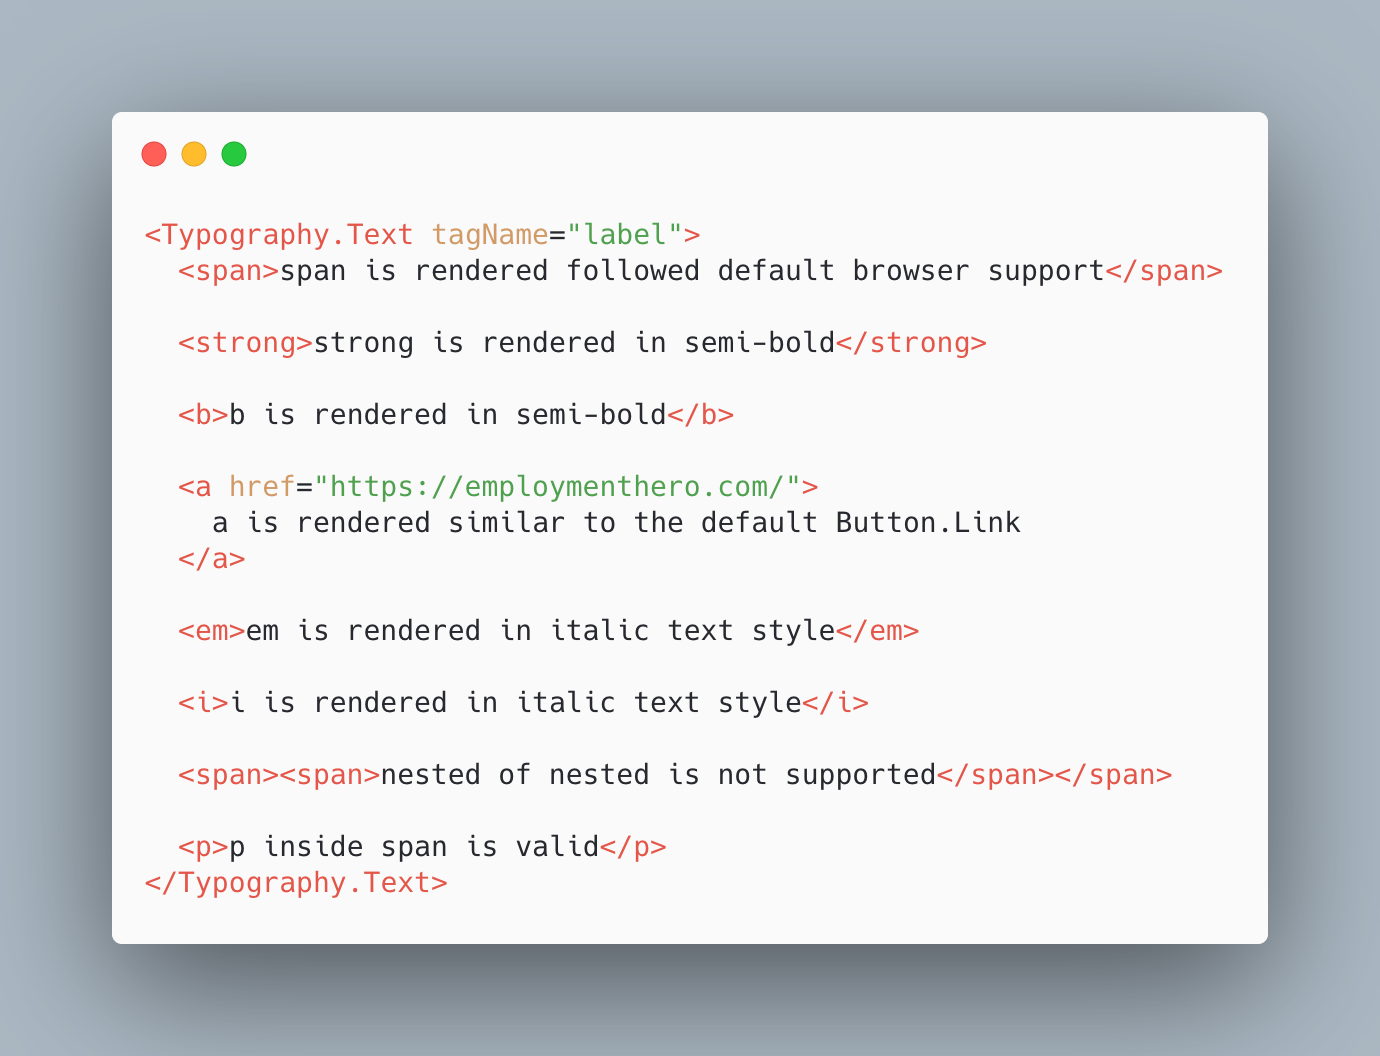 <Typography.Text tagName="label">
  <span>span is rendered followed default browser support</span>

  <strong>strong is rendered in semi-bold</strong>

  <b>b is rendered in semi-bold</b>

  <a href="https://employmenthero.com/">
    a is rendered similar to the default Button.Link
  </a>

  <em>em is rendered in italic text style</em>

  <i>i is rendered in italic text style</i>

  <span><span>nested of nested is not supported</span></span>

  <p>p inside span is valid</p>
</Typography.Text>